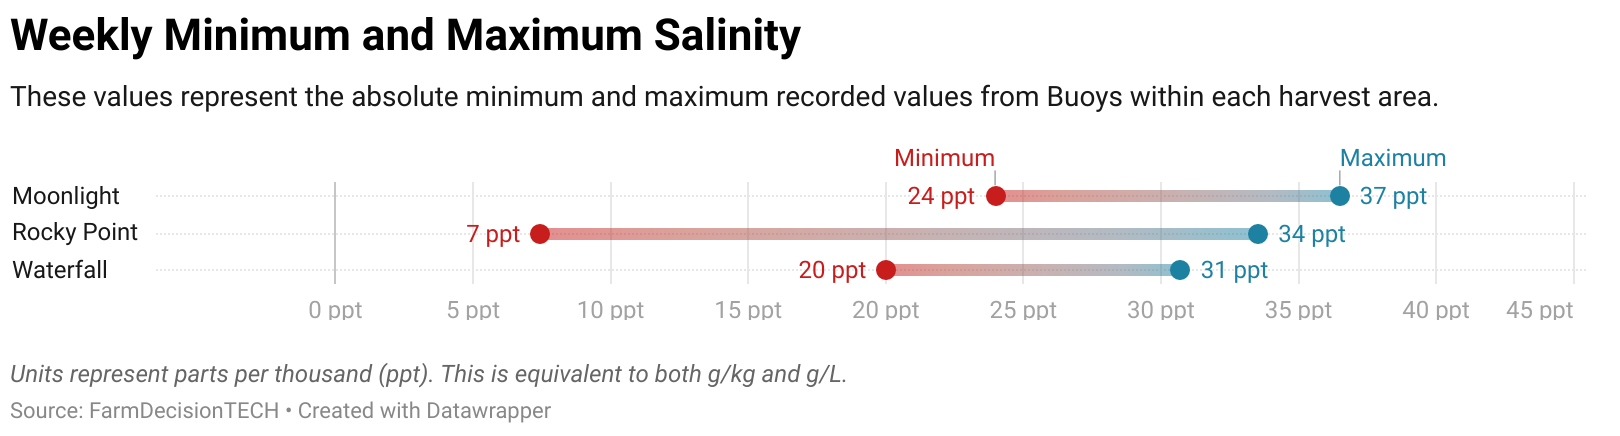 Weekly Minimum and Maximum Salinity
These values represent the absolute minimum and maximum recorded values from Buoys within each harvest area.
Minimum Maximum
Moonlight 24 ppt 37 ppt
Rocky Point 7 ppt 34 ppt
Waterfall 20 ppt 31 ppt
0 ppt 5 ppt 10 ppt 15 ppt 20 ppt 25 ppt 30 ppt 35 ppt 40 ppt 45 ppt
Units represent parts per thousand (ppt). This is equivalent to both g/kg and g/L.
Source: FarmDecisionTECH • Created with Datawrapper